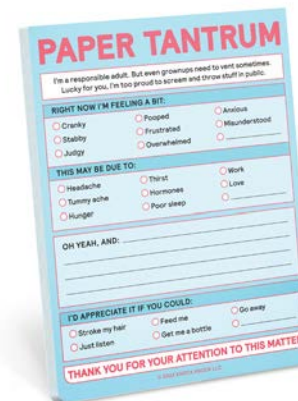 PAPER TANTRUM
I'm a responsible adult. But even grownups need to vent sometimes.
Lucky for you, I'm too proud to scream and throw stuff in public.
RIGHT NOW I'M FEELING A BIT:
Cranky Pooped Anxious
Stabby Frustrated Misunderstood
Judgy Overwhelmed
THIS MAY BE DUE TO:
Headache Thirst Work
Tummy ache Hormones Love
Hunger Poor sleep
OH YEAH, AND:
I'D APPRECIATE IT IF YOU COULD:
Stroke my hair Feed me Go away
Just listen Get me a bottle
THANK YOU FOR YOUR ATTENTION TO THIS MATTER